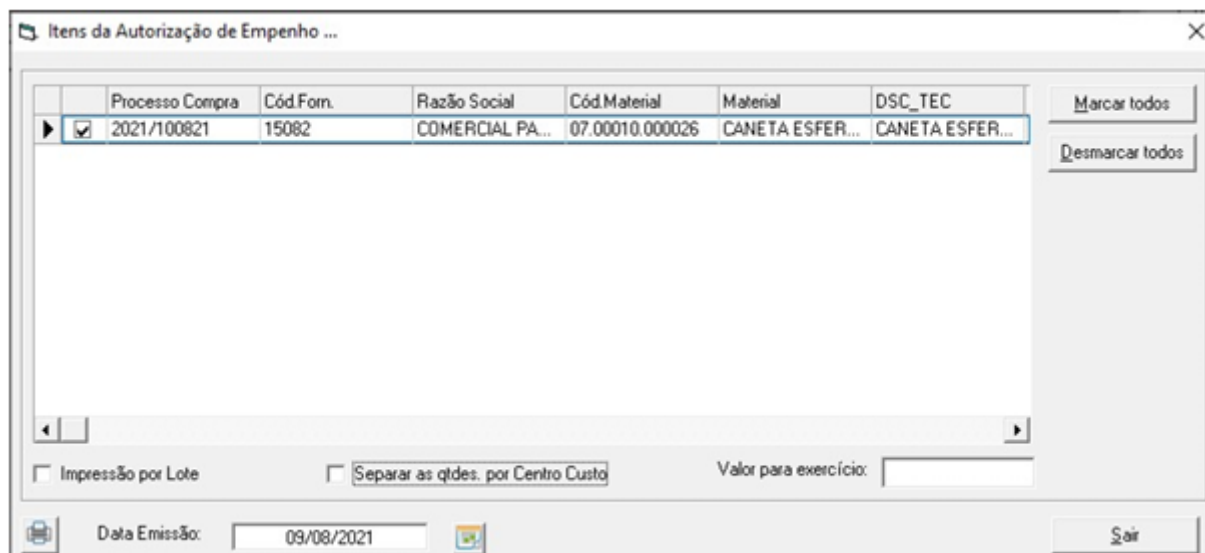 Itens da Autorização de Empenho ...
Processo Compra Cód.Forn. Razão Social Cód.Material Material DSC_TEC
2021/100821 15082 COMERCIAL PA... 07.00010.000026 CANETA ESFER... CANETA ESFER...
Marcar todos
Desmarcar todos
Impressão por Lote Separar as qtdes. por Centro Custo Valor para exercício:
Data Emissão: 09/08/2021 Sair